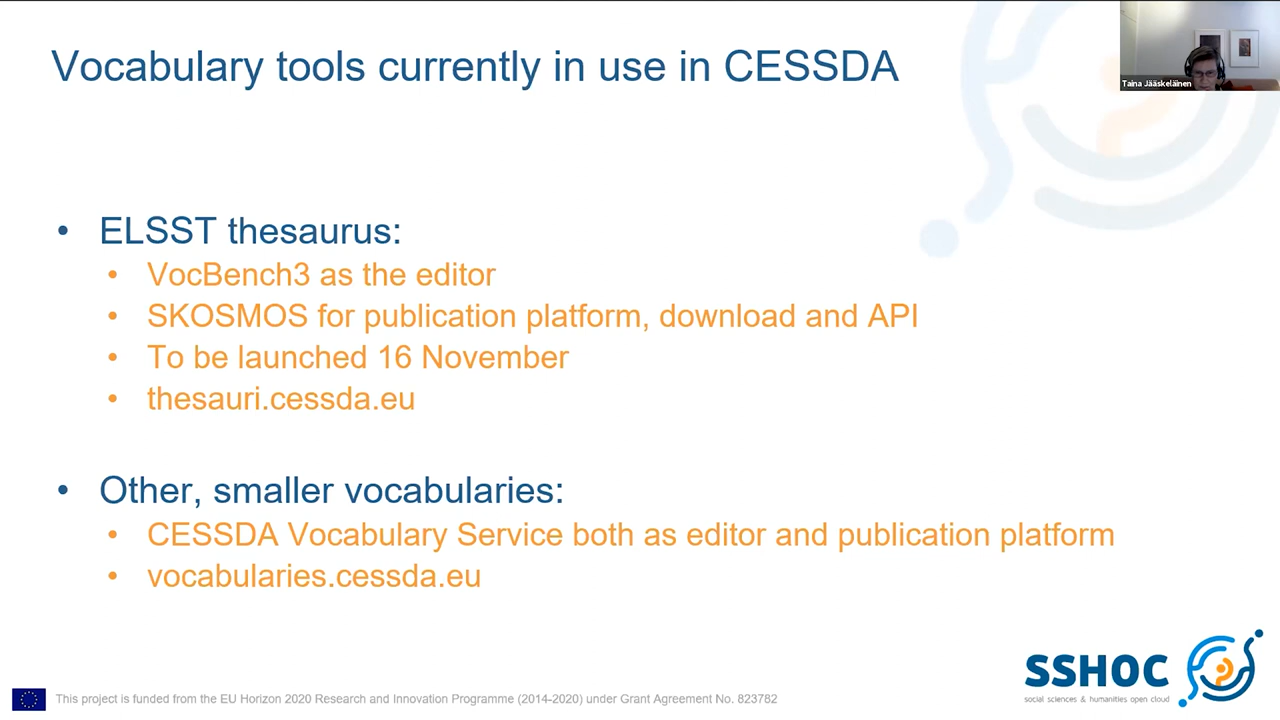 Vocabulary tools currently in use in CESSDA
Taina Jääskeläinen
• ELSST thesaurus:
• VocBench3 as the editor
• SKOSMOS for publication platform, download and API
• To be launched 16 November
• thesauri.cessda.eu
• Other, smaller vocabularies:
• CESSDA Vocabulary Service both as editor and publication platform
• vocabularies.cessda.eu
SSHOC
social sciences & humanities open cloud
This project is funded from the EU Horizon 2020 Research and Innovation Programme (2014-2020) under Grant Agreement No. 823782